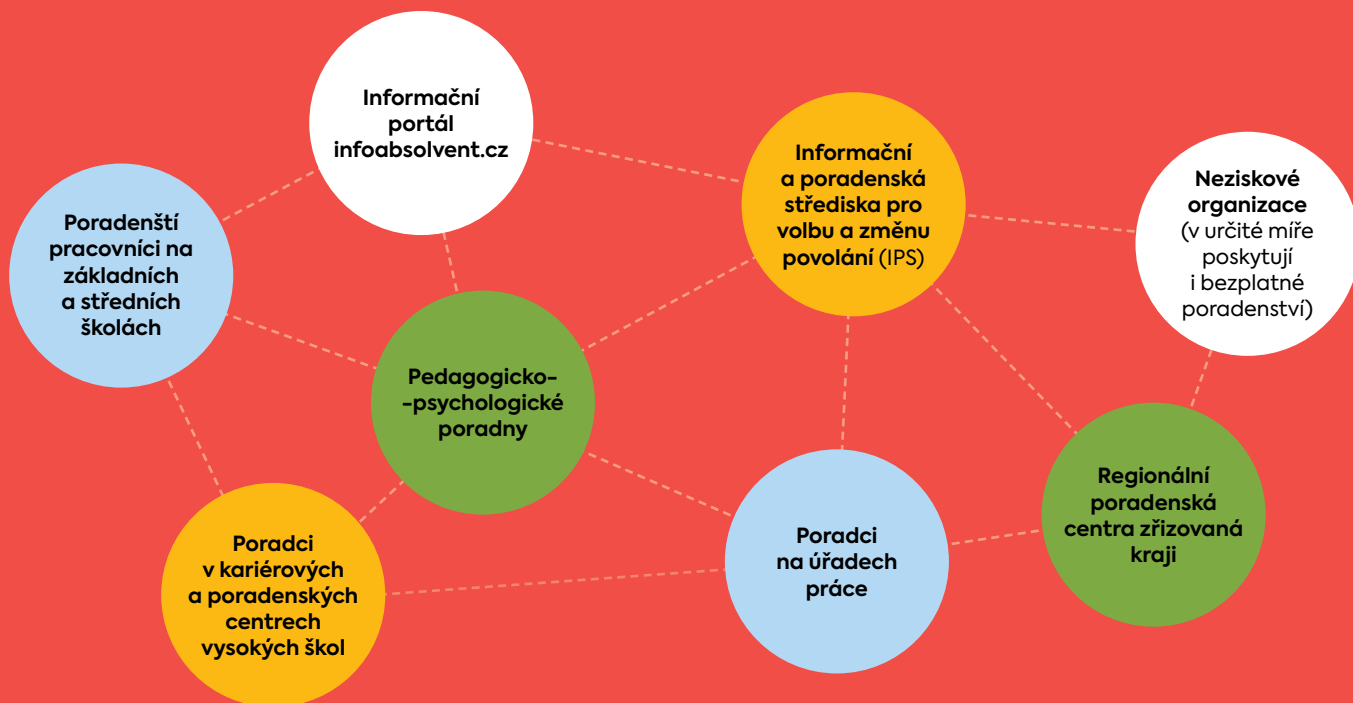 Informační
portál
infoabsolvent.cz
Informační
a poradenská
střediska pro
volbu a změnu
povolání (IPS)
Neziskové
organizace
(v určité míře
poskytují
i bezplatné
poradenství)
Poradenští
pracovníci na
základních
a středních
školách
Pedagogicko-
-psychologické
poradny
Regionální
poradenská
centra zřizovaná
kraji
Poradci
v kariérových
a poradenských
centrech
vysokých škol
Poradci
na úřadech
práce